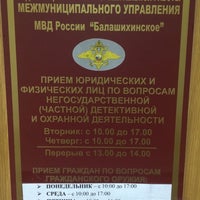 МЕЖМУНИЦИПАЛЬНОГО УПРАВЛЕНИЯ
МВД России "Балашихинское"
ПРИЕМ ЮРИДИЧЕСКИХ И
ФИЗИЧЕСКИХ ЛИЦ ПО ВОПРОСАМ
НЕГОСУДАРСТВЕННОЙ
(ЧАСТНОЙ) ДЕТЕКТИВНОЙ
И ОХРАННОЙ ДЕЯТЕЛЬНОСТИ
Вторник: - с 10.00 до 17.00
Четверг: - с 10.00 до 17.00
Перерыв - с 13.00 до 14.00
ПРИЕМ ГРАЖДАН ПО ВОПРОСАМ
ГРАЖДАНСКОГО ОРУЖИЯ:
ПОНЕДЕЛЬНИК – с 10:00 до 17:00
СРЕДА – с 10:00 до 17:00